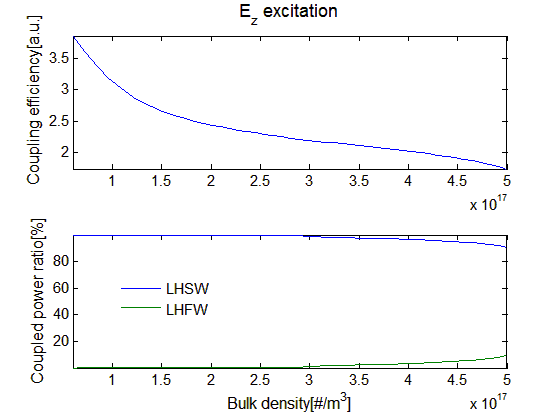 E_z excitation
Coupling efficiency[a.u.]
3.5
3
2.5
2
1 1.5 2 2.5 3 3.5 4 4.5 5
x 10^17
Coupled power ratio[%]
80
60
40
20
LHSW
LHFW
1 1.5 2 2.5 3 3.5 4 4.5 5
Bulk density[#/m^3]
x 10^17